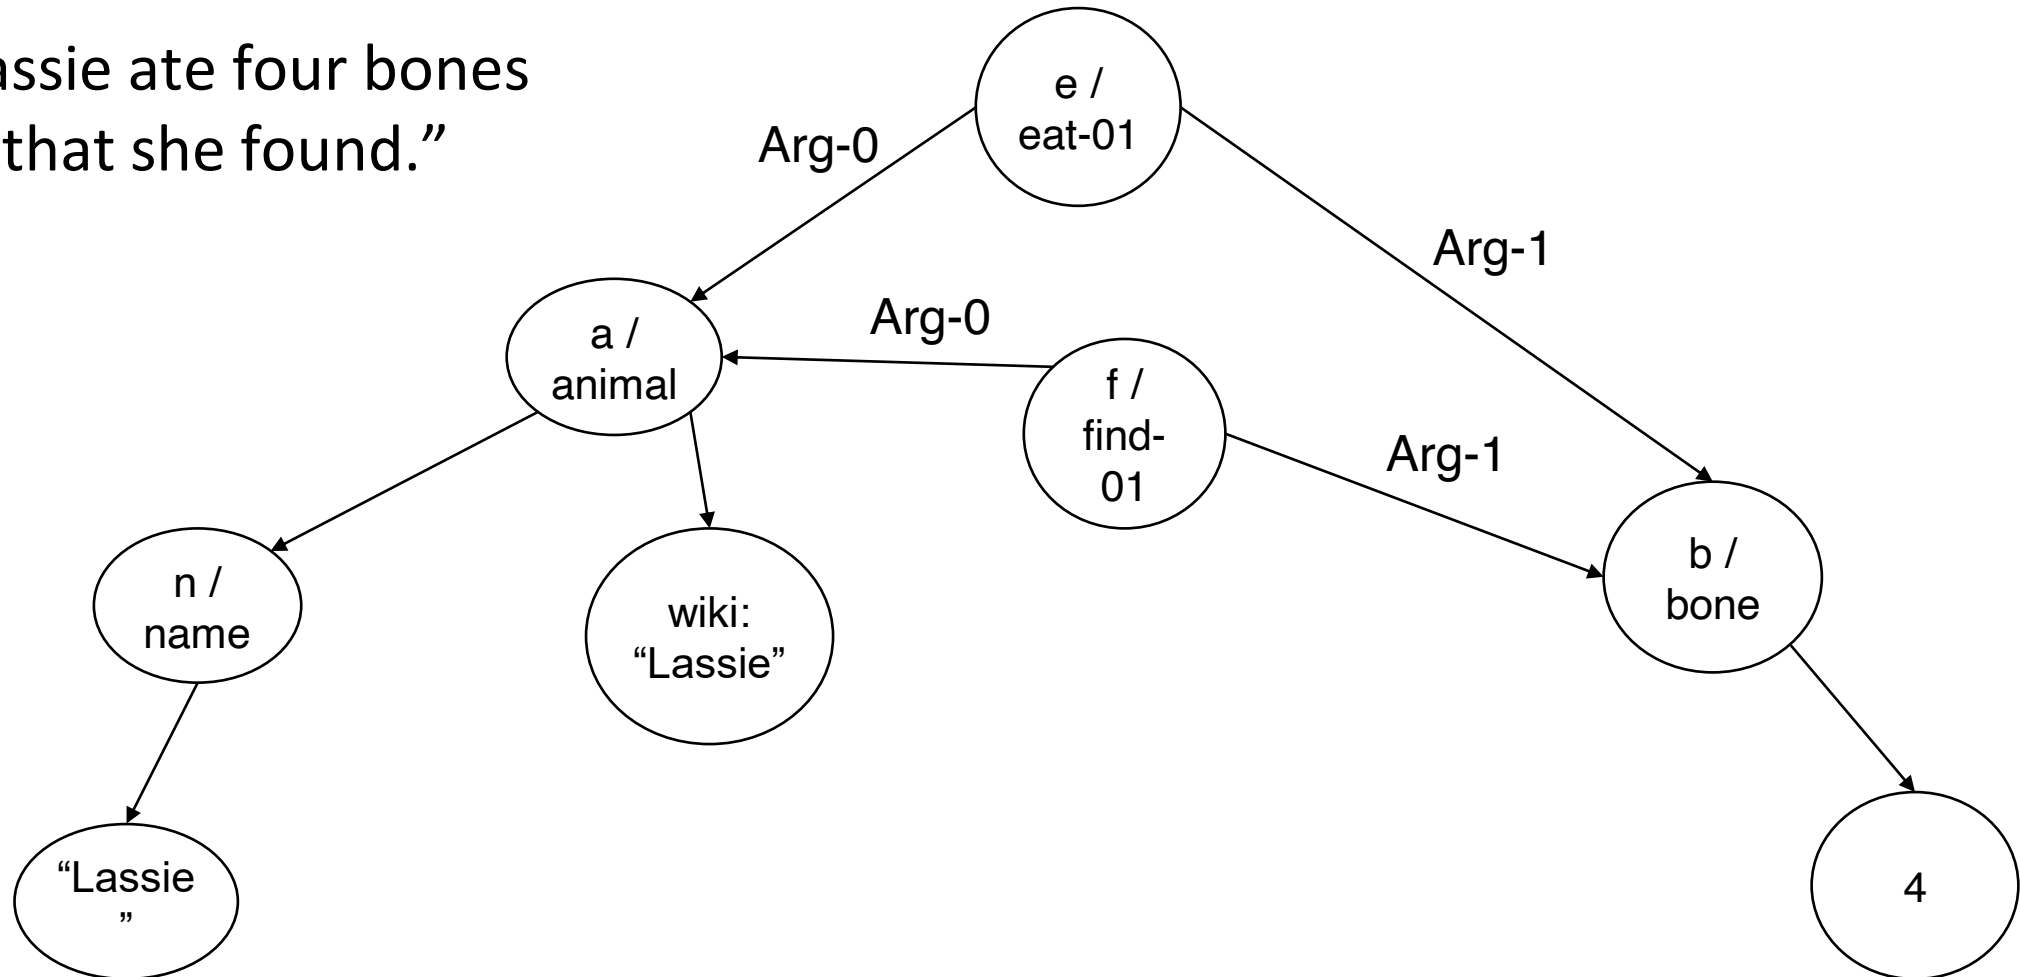 assie ate four bones
that she found.”
e /
eat-01
Arg-0
Arg-1
a /
animal
Arg-0
f /
find-
01
Arg-1
n /
name
wiki:
“Lassie”
b /
bone
“Lassie
”
4